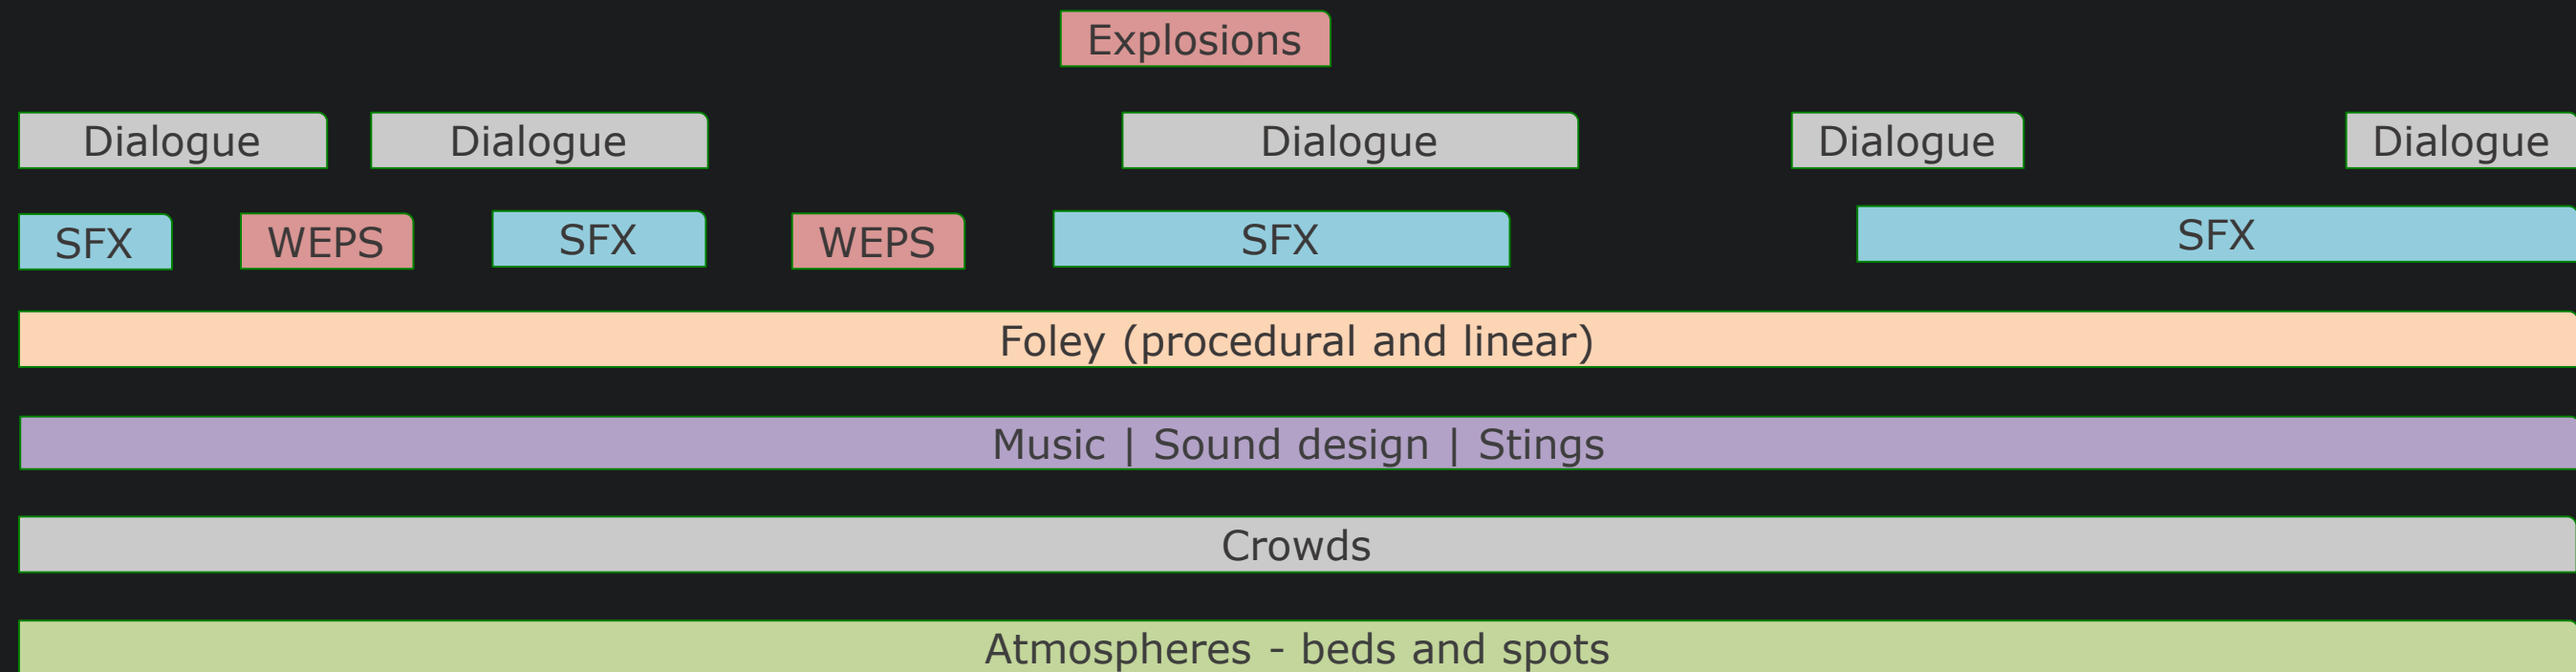 Explosions
Dialogue Dialogue Dialogue Dialogue Dialogue
SFX WEPS SFX WEPS SFX SFX
Foley (procedural and linear)
Music | Sound design | Stings
Crowds
Atmospheres - beds and spots